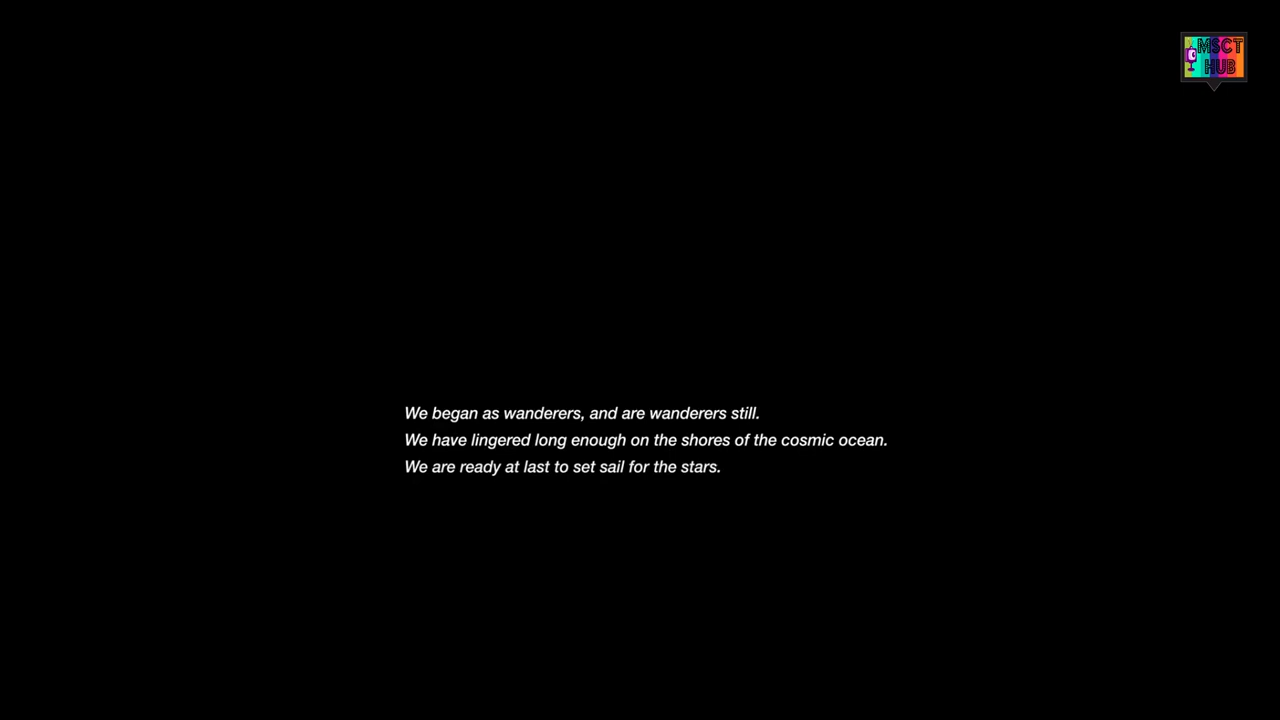 MSCT
HUB
We began as wanderers, and are wanderers still.
We have lingered long enough on the shores of the cosmic ocean.
We are ready at last to set sail for the stars.